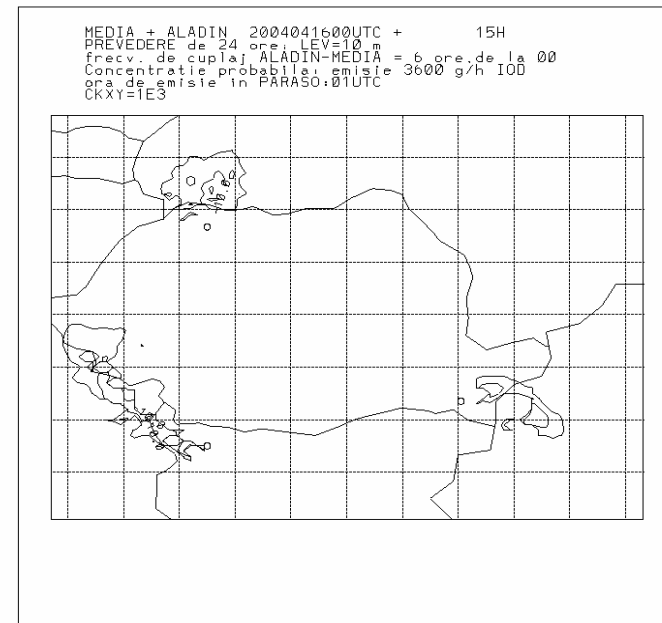 MEDIA + ALADIN 2004041600UTC + 15H
PREVEDERE de 24 ore; LEV=10 m
frecv. de cuplaj ALADIN-MEDIA = 6 ore, de la 00
Concentratie probabila; emisie 3600 g/h IOD
ora de emisie in PARASO:01UTC
CKXY=1E3